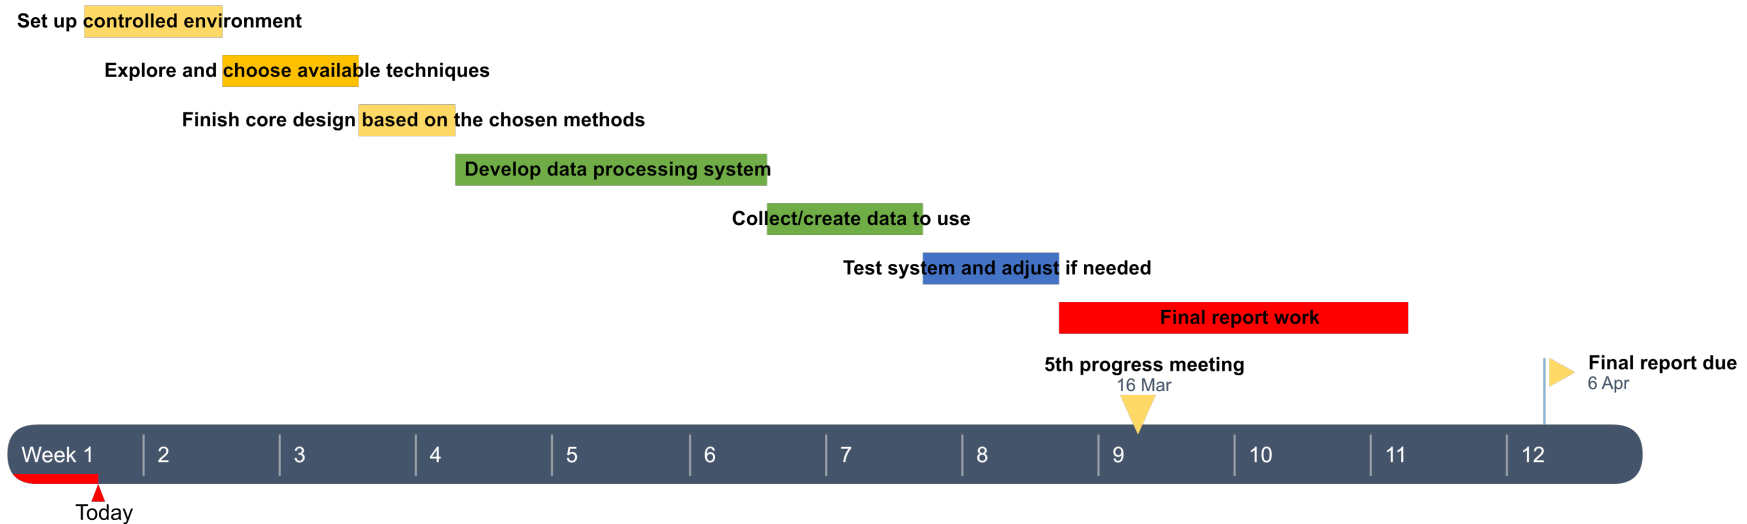 Set up controlled environment
Explore and choose available techniques
Finish core design based on the chosen methods
Develop data processing system
Collect/create data to use
Test system and adjust if needed
Final report work
5th progress meeting
16 Mar
Final report due
6 Apr
Week 1 2 3 4 5 6 7 8 9 10 11 12
Today